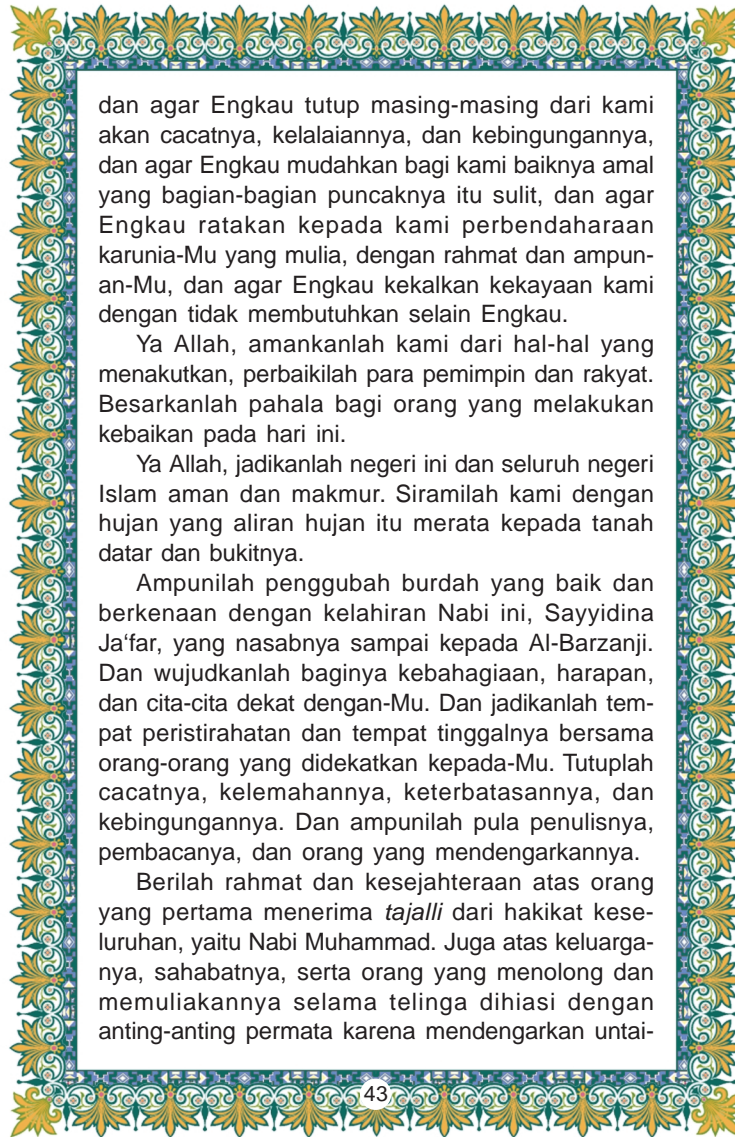 dan agar Engkau tutup masing-masing dari kami
akan cacatnya, kelalaiannya, dan kebingungannya,
dan agar Engkau mudahkan bagi kami baiknya amal
yang bagian-bagian puncaknya itu sulit, dan agar
Engkau ratakan kepada kami perbendaharaan
karunia-Mu yang mulia, dengan rahmat dan ampun-
an-Mu, dan agar Engkau kekalkan kekayaan kami
dengan tidak membutuhkan selain Engkau.
Ya Allah, amankanlah kami dari hal-hal yang
menakutkan, perbaikilah para pemimpin dan rakyat.
Besarkanlah pahala bagi orang yang melakukan
kebaikan pada hari ini.
Ya Allah, jadikanlah negeri ini dan seluruh negeri
Islam aman dan makmur. Siramilah kami dengan
hujan yang aliran hujan itu merata kepada tanah
datar dan bukitnya.
Ampunilah penggubah burdah yang baik dan
berkenaan dengan kelahiran Nabi ini, Sayyidina
Ja‘far, yang nasabnya sampai kepada Al-Barzanji.
Dan wujudkanlah baginya kebahagiaan, harapan,
dan cita-cita dekat dengan-Mu. Dan jadikanlah tem-
pat peristirahatan dan tempat tinggalnya bersama
orang-orang yang didekatkan kepada-Mu. Tutuplah
cacatnya, kelemahannya, keterbatasannya, dan
kebingungannya. Dan ampunilah pula penulisnya,
pembacanya, dan orang yang mendengarkannya.
Berilah rahmat dan kesejahteraan atas orang
yang pertama menerima tajalli dari hakikat kese-
luruhan, yaitu Nabi Muhammad. Juga atas keluarga-
nya, sahabatnya, serta orang yang menolong dan
memuliakannya selama telinga dihiasi dengan
anting-anting permata karena mendengarkan untai-
43